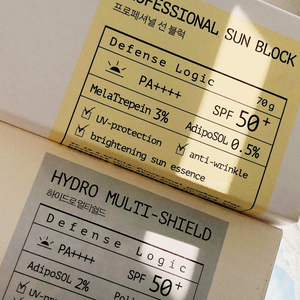 PROFESSIONAL SUN BLOCK
프로페셔널 선 블럭
Defense Logic
70g
PA++++
SPF 50+
MelaTrepein 3%
AdipoSOL 0.5%
UV-protection
anti-wrinkle
brightening sun essence
HYDRO MULTI-SHIELD
하이드로 멀티쉴드
Defense Logic
PA++++
SPF 50+
AdipoSOL 2%